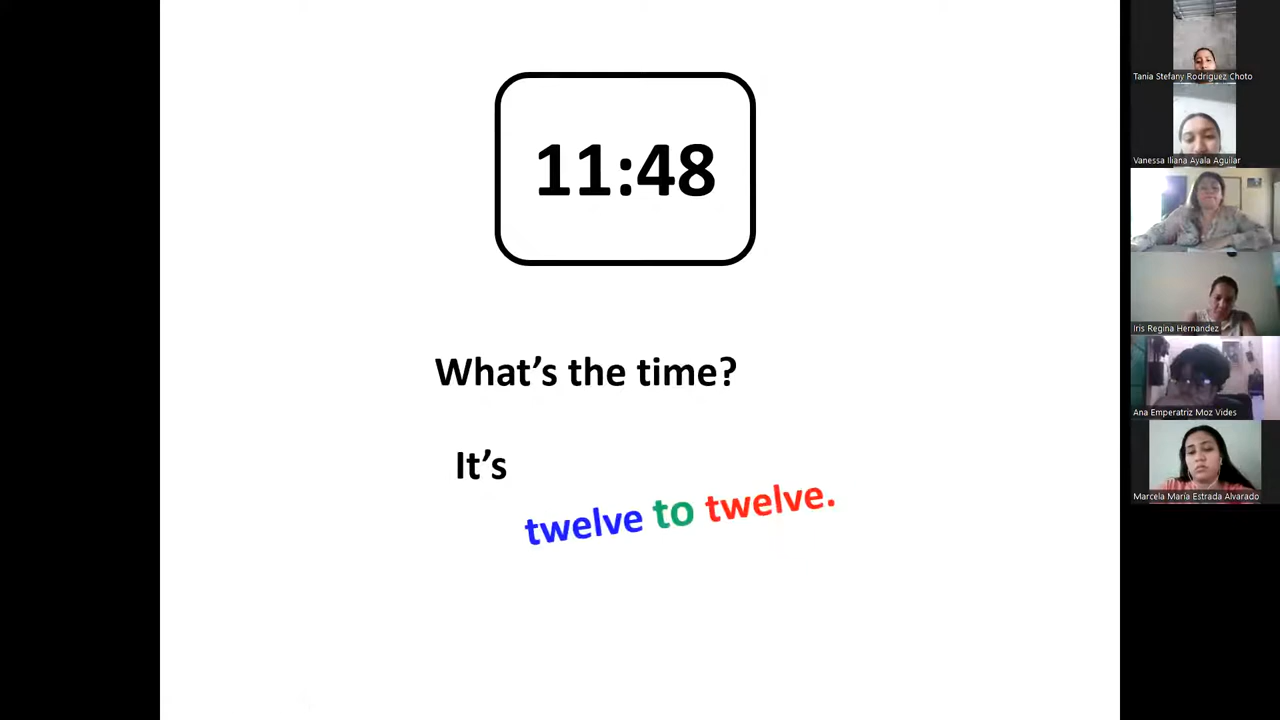 11:48
What's the time?
It's
twelve to twelve.
Tania Stefany Rodriguez Choto
Vanessa Iliana Ayala Aguilar
Iris Regina Hernandez
Ana Emperatriz Moz Vides
Marcela María Estrada Alvarado